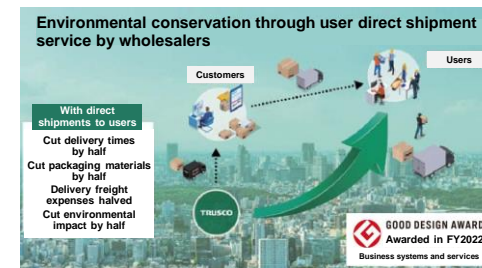 Environmental conservation through user direct shipment
service by wholesalers
Users
Customers
With direct
shipments to users
Cut delivery times
by half
Cut packaging materials
by half
Delivery freight
expenses halved
Cut environmental
impact by half
TRUSCO
GOOD DESIGN AWARD
Awarded in FY2022
Business systems and services